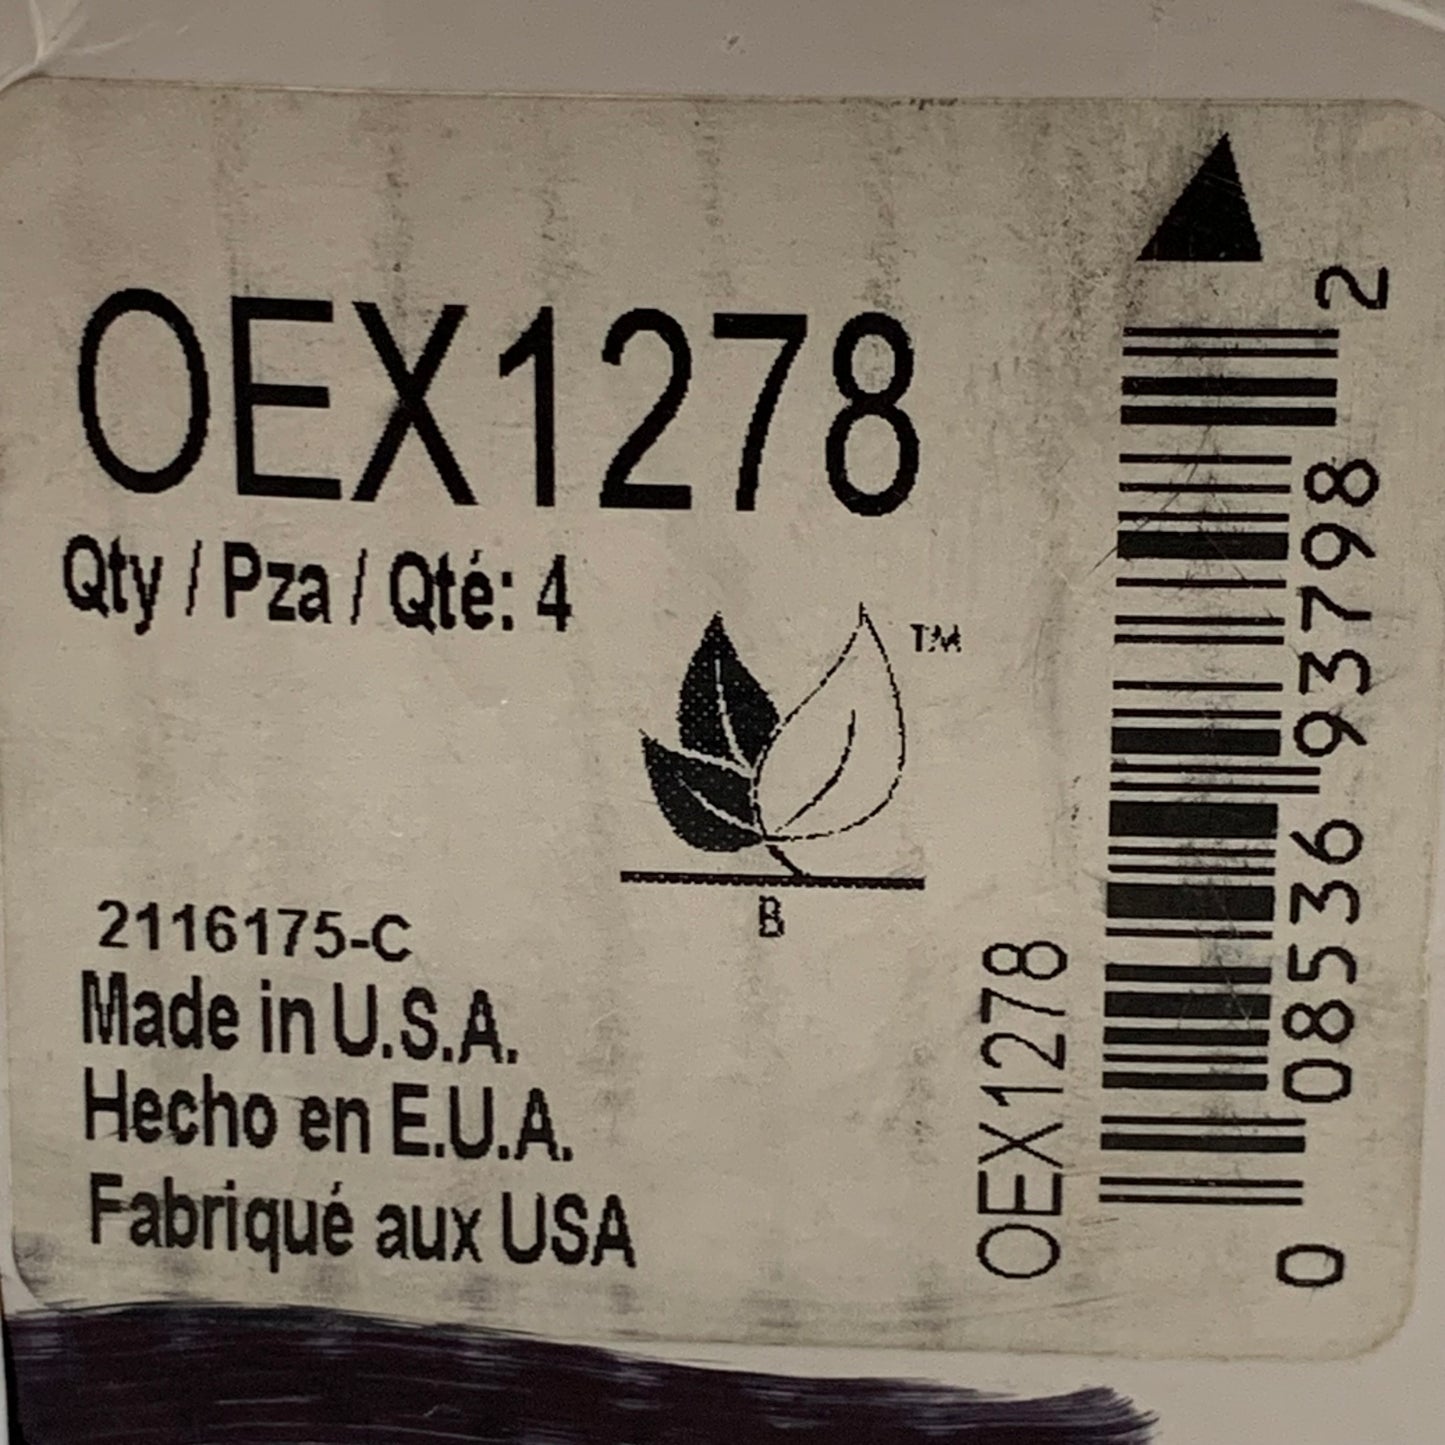 OEX1278
Qty / Pza / Qté: 4
TM
B
2116175-C
Made in U.S.A.
Hecho en E.U.A.
Fabriqué aux USA
OEX1278
0 08536 93798 2